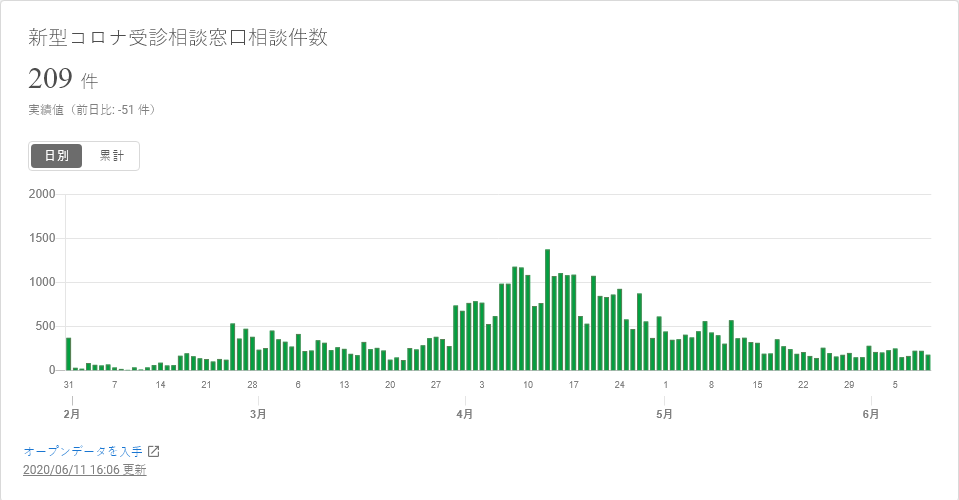 新型コロナ受診相談窓口相談件数
209 件
実績値（前日比: -51 件）
日別 累計
2000
1500
1000
500
0
31 7 14 21 28 6 13 20 27 3 10 17 24 1 8 15 22 29 5
2月 3月 4月 5月 6月
オープンデータを入手
2020/06/11 16:06 更新